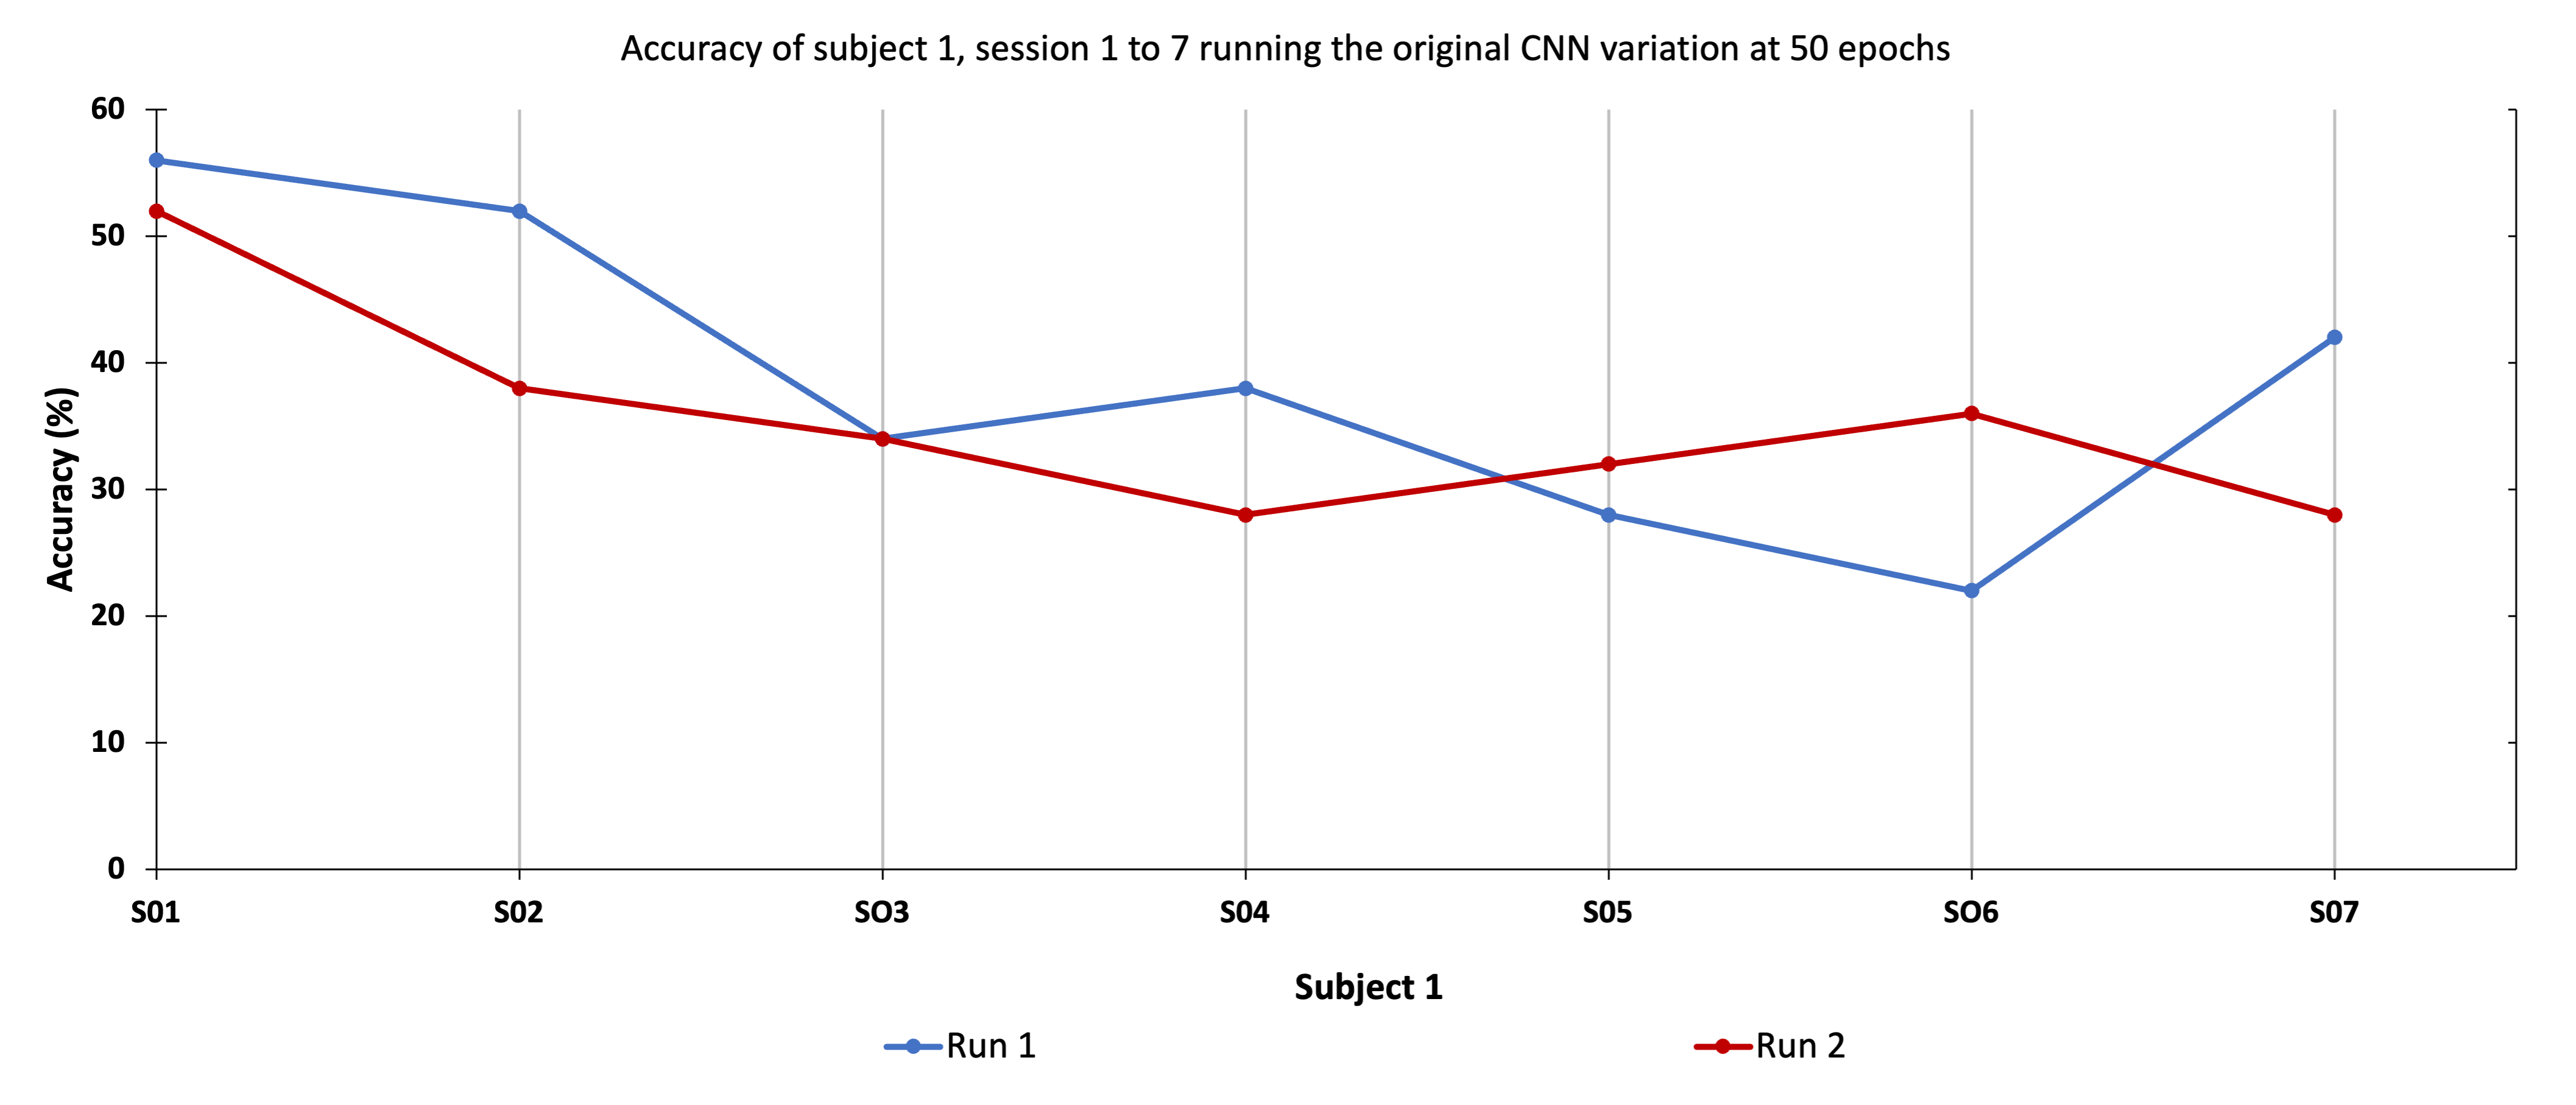 Accuracy of subject 1, session 1 to 7 running the original CNN variation at 50 epochs
60
50
40
30
20
10
0
Accuracy (%)
S01 S02 SO3 S04 S05 SO6 S07
Subject 1
Run 1 Run 2